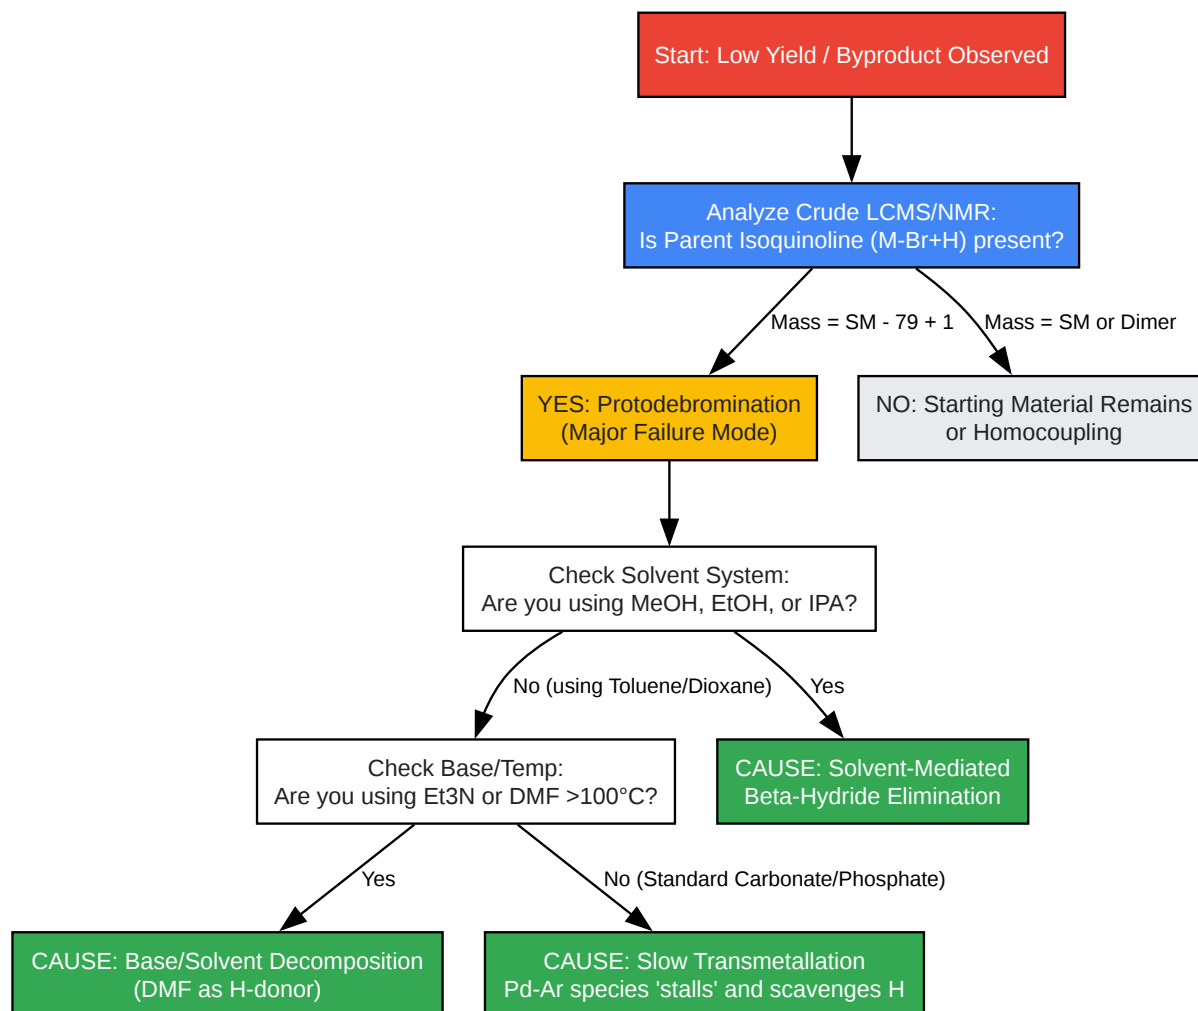 Start: Low Yield / Byproduct Observed
Analyze Crude LCMS/NMR:
Is Parent Isoquinoline (M-Br+H) present?
Mass = SM - 79 + 1
Mass = SM or Dimer
YES: Protodebromination
(Major Failure Mode)
NO: Starting Material Remains
or Homocoupling
Check Solvent System:
Are you using MeOH, EtOH, or IPA?
No (using Toluene/Dioxane)
Yes
Check Base/Temp:
Are you using Et3N or DMF >100°C?
CAUSE: Solvent-Mediated
Beta-Hydride Elimination
Yes
No (Standard Carbonate/Phosphate)
CAUSE: Base/Solvent Decomposition
(DMF as H-donor)
CAUSE: Slow Transmetallation
Pd-Ar species 'stalls' and scavenges H